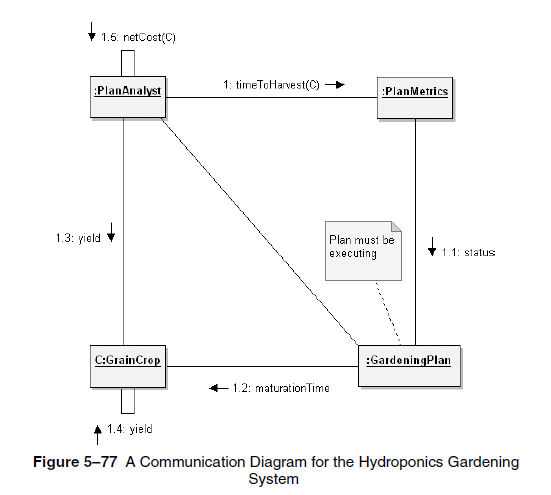 1.5: netCost(C)
:PlanAnalyst
1: timeToHarvest(C)
:PlanMetrics
1.3: yield
Plan must be
executing
1.1: status
C:GrainCrop
:GardeningPlan
1.2: maturationTime
1.4: yield
Figure 5–77 A Communication Diagram for the Hydroponics Gardening
System